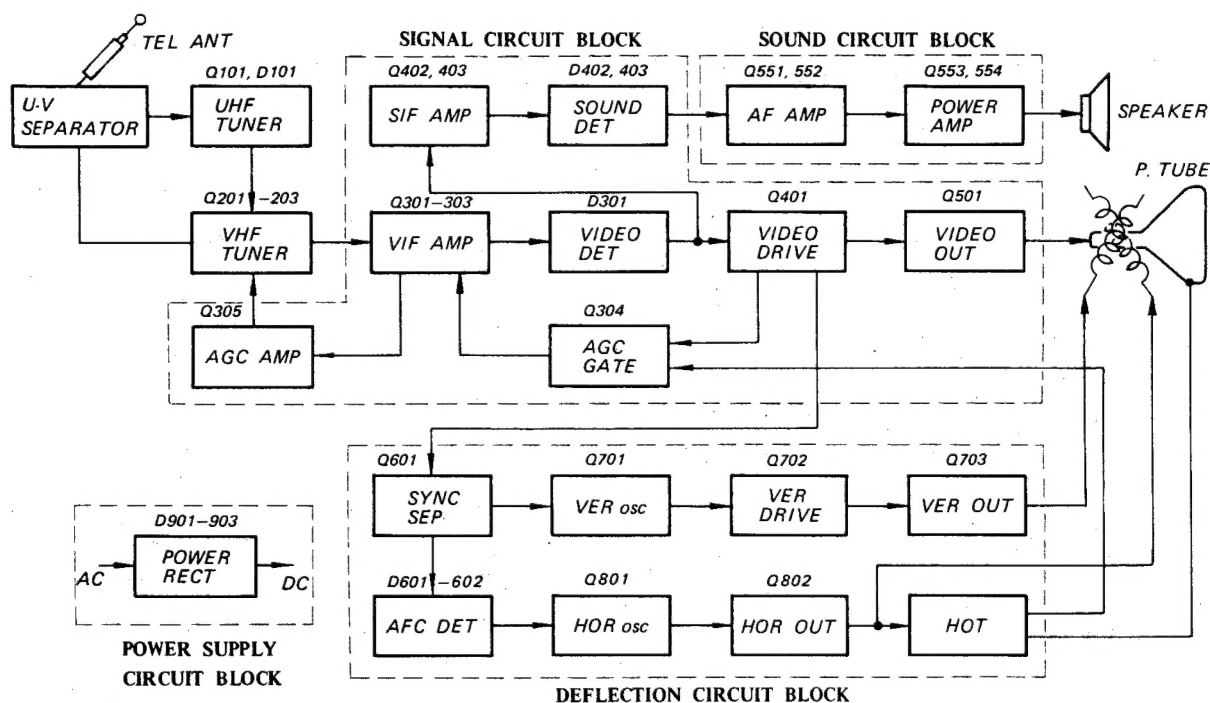 TEL ANT
SIGNAL CIRCUIT BLOCK
SOUND CIRCUIT BLOCK
Q101, D101
Q402, 403
D402, 403
Q551, 552
Q553, 554
U-V
SEPARATOR
UHF
TUNER
SIF AMP
SOUND
DET
AF AMP
POWER
AMP
SPEAKER
P. TUBE
Q201-203
Q301-303
D301
Q401
Q501
VHF
TUNER
VIF AMP
VIDEO
DET
VIDEO
DRIVE
VIDEO
OUT
Q305
Q304
AGC AMP
AGC
GATE
Q601
Q701
Q702
Q703
SYNC
SEP
VER osc
VER
DRIVE
VER OUT
D901-903
POWER
RECT
AC
DC
D601-602
Q801
Q802
AFC DET
HOR osc
HOR OUT
HOT
POWER SUPPLY
CIRCUIT BLOCK
DEFLECTION CIRCUIT BLOCK